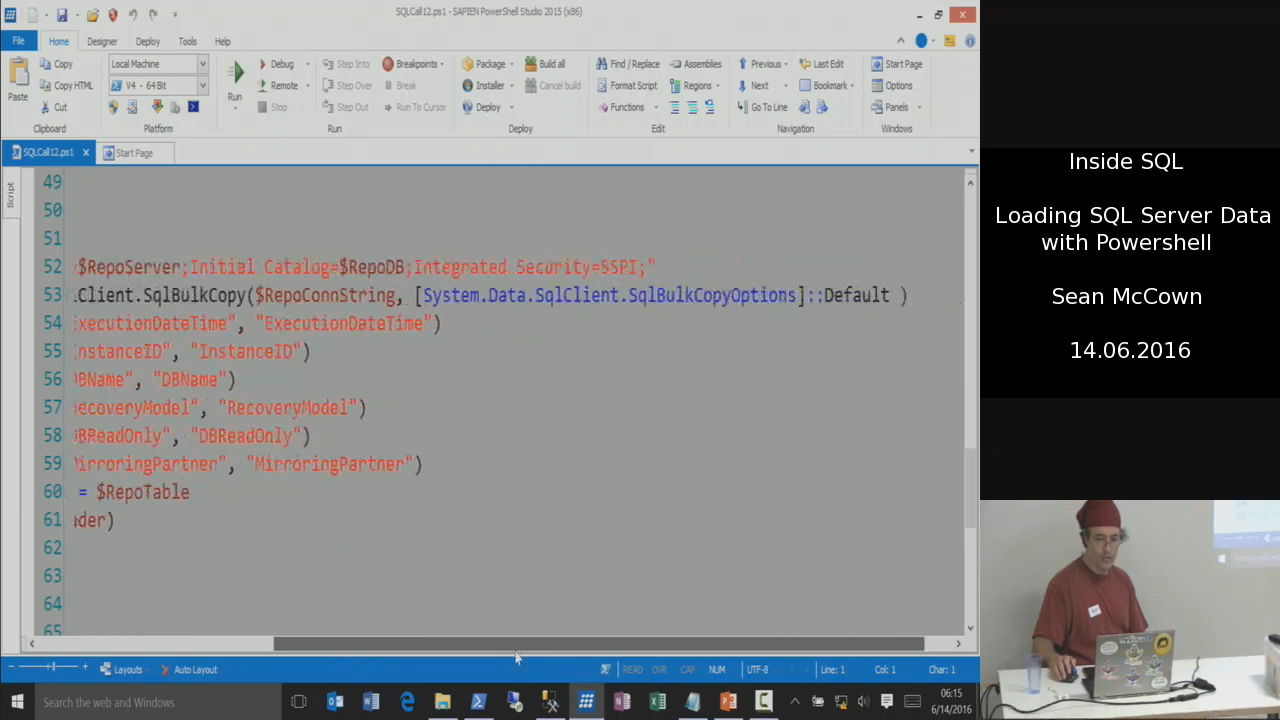 SQLCall12.ps1 - SAPIEN PowerShell Studio 2015 (x86)
File Home Designer Deploy Tools Help
Paste Copy Copy HTML Cut Clipboard
Local Machine V4 - 64 Bit Platform
Run Debug Remote Stop Step Into Step Over Step Out Breakpoints Break Run To Cursor Run
Package Installer Deploy Build all Cancel build Deploy
Find / Replace Format Script Functions Assemblies Regions Edit
Previous Next Go To Line Last Edit Bookmark Navigation
Start Page Options Panels Windows
SQLCall12.ps1 Start Page
Script
49
50
51
52 $RepoServer;Initial Catalog=$RepoDB;Integrated Security=SSPI;"
53 .Client.SqlBulkCopy($RepoConnString, [System.Data.SqlClient.SqlBulkCopyOptions]::Default )
54 xecutionDateTime", "ExecutionDateTime")
55 nstanceID", "InstanceID")
56 BName", "DBName")
57 ecoveryModel", "RecoveryModel")
58 BReadOnly", "DBReadOnly")
59 irroringPartner", "MirroringPartner")
60 = $RepoTable
61 der)
62
63
64
65
Layouts Auto Layout READ OVR CAP NUM UTF-8 Line: 1 Col: 1 Char: 1
Search the web and Windows
06:15
6/14/2016
Inside SQL
Loading SQL Server Data
with Powershell
Sean McCown
14.06.2016